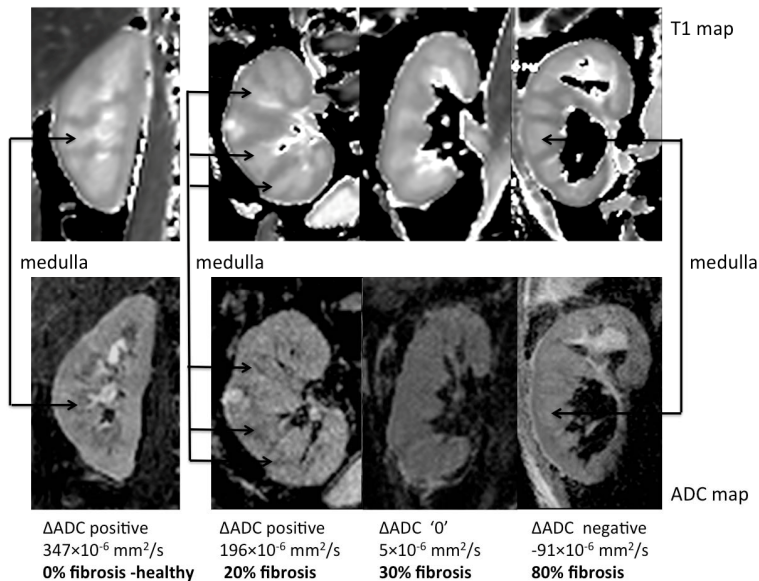 T1 map
medulla
medulla
medulla
ADC map
ΔADC positive
347×10⁻⁶ mm²/s
0% fibrosis -healthy
ΔADC positive
196×10⁻⁶ mm²/s
20% fibrosis
ΔADC ‘0’
5×10⁻⁶ mm²/s
30% fibrosis
ΔADC negative
-91×10⁻⁶ mm²/s
80% fibrosis